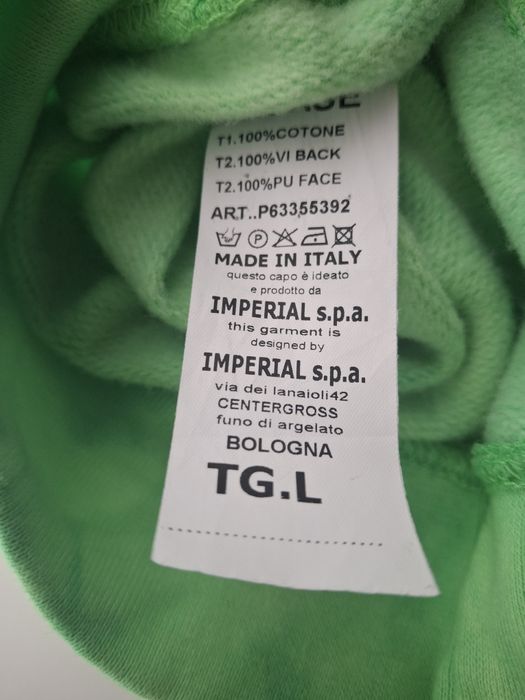 T1.100%COTONE
T2.100%VI BACK
T2.100%PU FACE
ART..P63355392
MADE IN ITALY
questo capo è ideato
e prodotto da
IMPERIAL s.p.a.
this garment is
designed by
IMPERIAL s.p.a.
via dei lanaioli42
CENTERGROSS
funo di argelato
BOLOGNA
TG.L